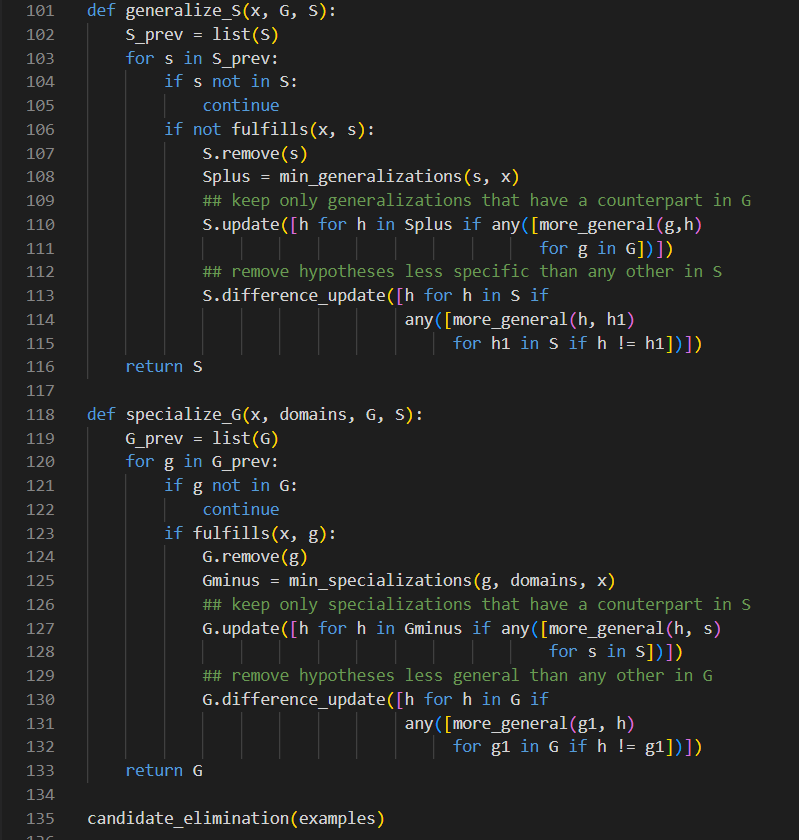 101 def generalize_S(x, G, S):
102     S_prev = list(S)
103     for s in S_prev:
104         if s not in S:
105             continue
106         if not fulfills(x, s):
107             S.remove(s)
108             Splus = min_generalizations(s, x)
109             ## keep only generalizations that have a counterpart in G
110             S.update([h for h in Splus if any([more_general(g,h)
111                                                for g in G])])
112             ## remove hypotheses less specific than any other in S
113             S.difference_update([h for h in S if
114                                  any([more_general(h, h1)
115                                       for h1 in S if h != h1])])
116     return S
117
118 def specialize_G(x, domains, G, S):
119     G_prev = list(G)
120     for g in G_prev:
121         if g not in G:
122             continue
123         if fulfills(x, g):
124             G.remove(g)
125             Gminus = min_specializations(g, domains, x)
126             ## keep only specializations that have a conuterpart in S
127             G.update([h for h in Gminus if any([more_general(h, s)
128                                                 for s in S])])
129             ## remove hypotheses less general than any other in G
130             G.difference_update([h for h in G if
131                                  any([more_general(g1, h)
132                                       for g1 in G if h != g1])])
133     return G
134
135 candidate_elimination(examples)